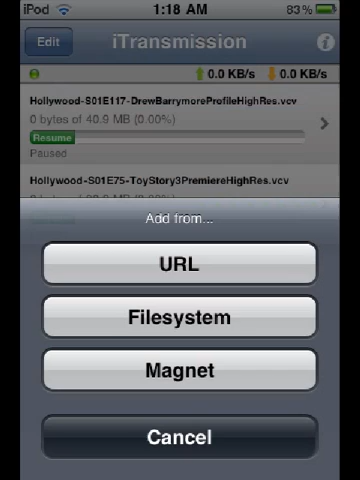 iPod 1:18 AM 83%
Edit iTransmission i
0.0 KB/s 0.0 KB/s
Hollywood-S01E117-DrewBarrymoreProfileHighRes.vcv
0 bytes of 40.9 MB (0.00%)
Resume
Paused
Hollywood-S01E75-ToyStory3PremiereHighRes.vcv
Add from...
URL
Filesystem
Magnet
Cancel